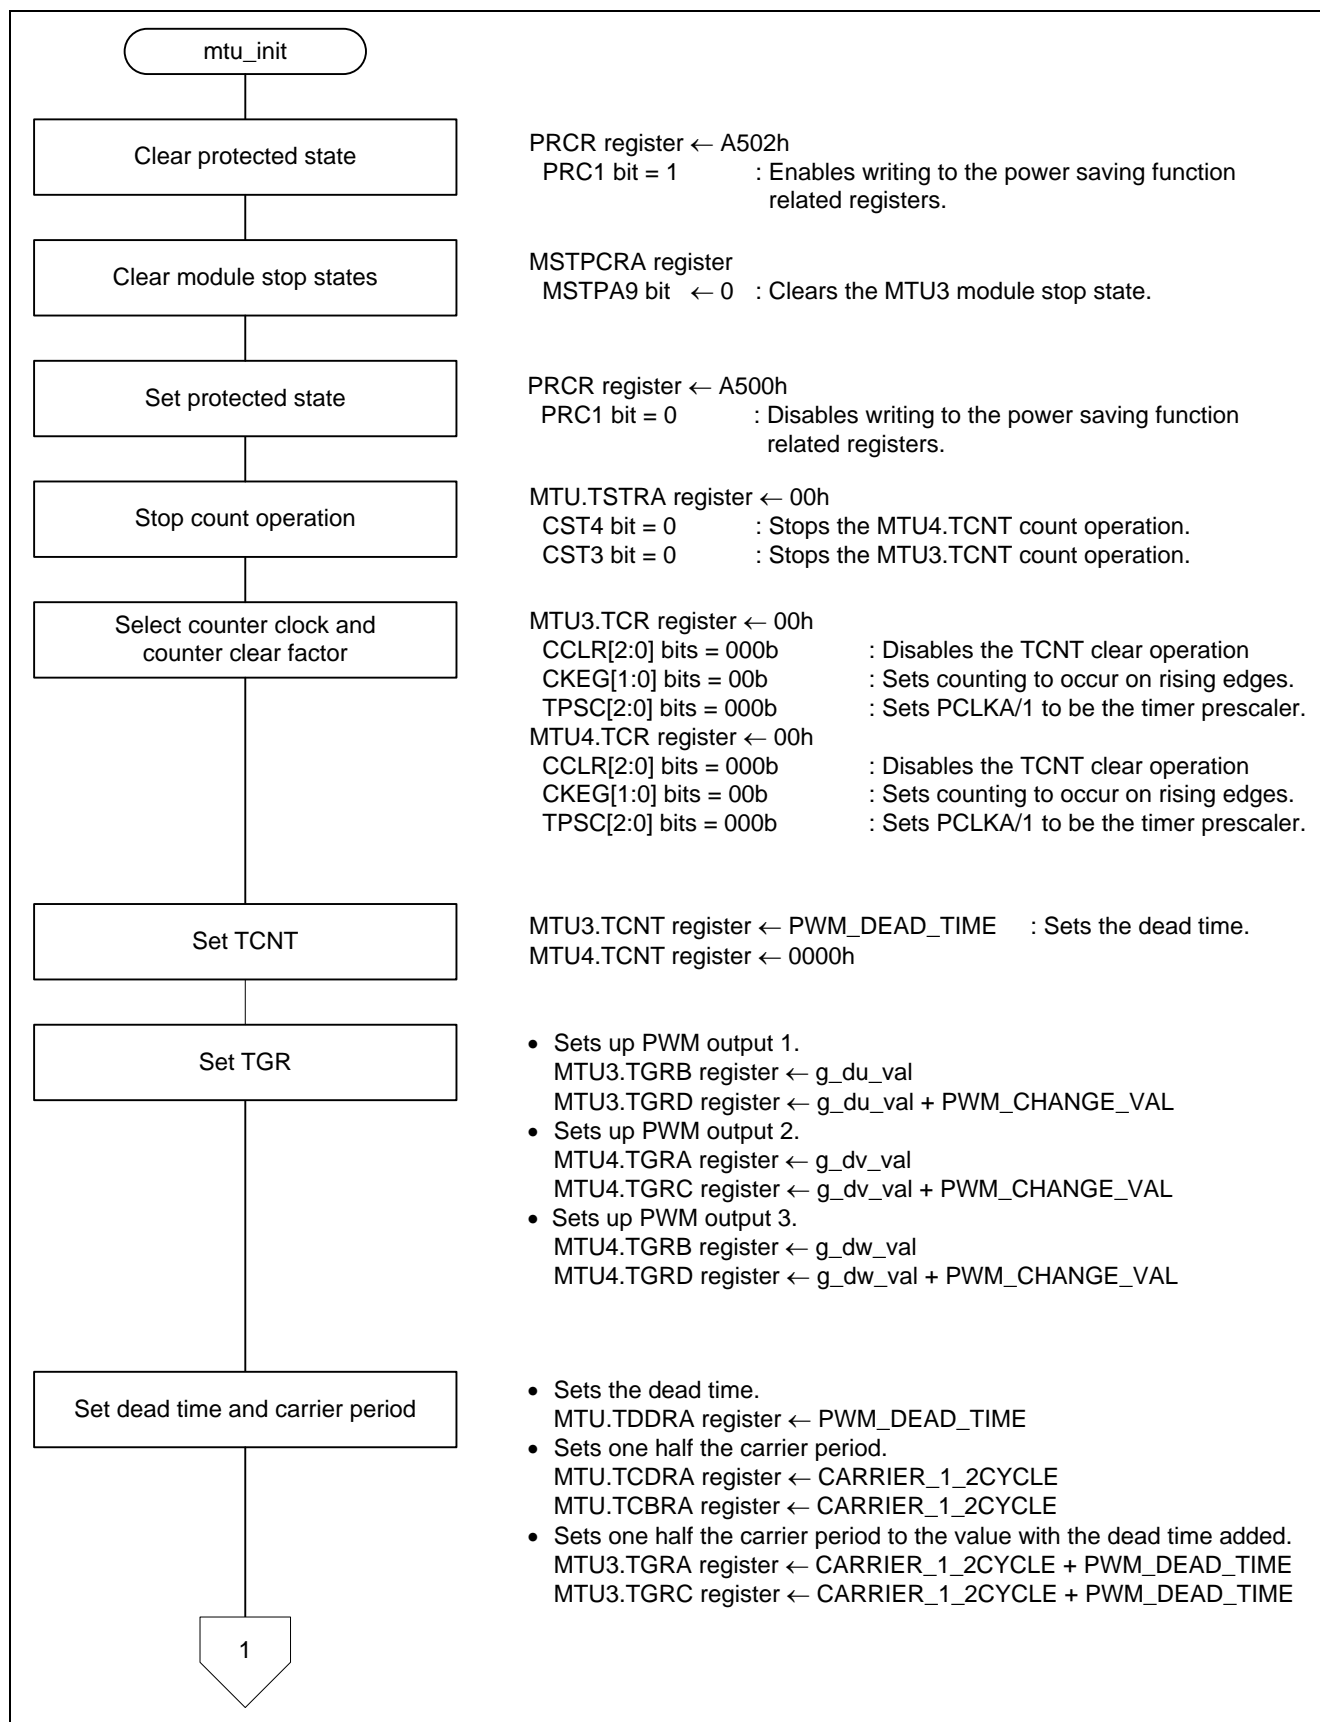 mtu_init
Clear protected state
PRCR register ← A502h
PRC1 bit = 1 : Enables writing to the power saving function
related registers.
Clear module stop states
MSTPCRA register
MSTPA9 bit ← 0 : Clears the MTU3 module stop state.
Set protected state
PRCR register ← A500h
PRC1 bit = 0 : Disables writing to the power saving function
related registers.
Stop count operation
MTU.TSTRA register ← 00h
CST4 bit = 0 : Stops the MTU4.TCNT count operation.
CST3 bit = 0 : Stops the MTU3.TCNT count operation.
Select counter clock and
counter clear factor
MTU3.TCR register ← 00h
CCLR[2:0] bits = 000b : Disables the TCNT clear operation
CKEG[1:0] bits = 00b : Sets counting to occur on rising edges.
TPSC[2:0] bits = 000b : Sets PCLKA/1 to be the timer prescaler.
MTU4.TCR register ← 00h
CCLR[2:0] bits = 000b : Disables the TCNT clear operation
CKEG[1:0] bits = 00b : Sets counting to occur on rising edges.
TPSC[2:0] bits = 000b : Sets PCLKA/1 to be the timer prescaler.
Set TCNT
MTU3.TCNT register ← PWM_DEAD_TIME : Sets the dead time.
MTU4.TCNT register ← 0000h
Set TGR
• Sets up PWM output 1.
MTU3.TGRB register ← g_du_val
MTU3.TGRD register ← g_du_val + PWM_CHANGE_VAL
• Sets up PWM output 2.
MTU4.TGRA register ← g_dv_val
MTU4.TGRC register ← g_dv_val + PWM_CHANGE_VAL
• Sets up PWM output 3.
MTU4.TGRB register ← g_dw_val
MTU4.TGRD register ← g_dw_val + PWM_CHANGE_VAL
Set dead time and carrier period
• Sets the dead time.
MTU.TDDRA register ← PWM_DEAD_TIME
• Sets one half the carrier period.
MTU.TCDRA register ← CARRIER_1_2CYCLE
MTU.TCBRA register ← CARRIER_1_2CYCLE
• Sets one half the carrier period to the value with the dead time added.
MTU3.TGRA register ← CARRIER_1_2CYCLE + PWM_DEAD_TIME
MTU3.TGRC register ← CARRIER_1_2CYCLE + PWM_DEAD_TIME
1